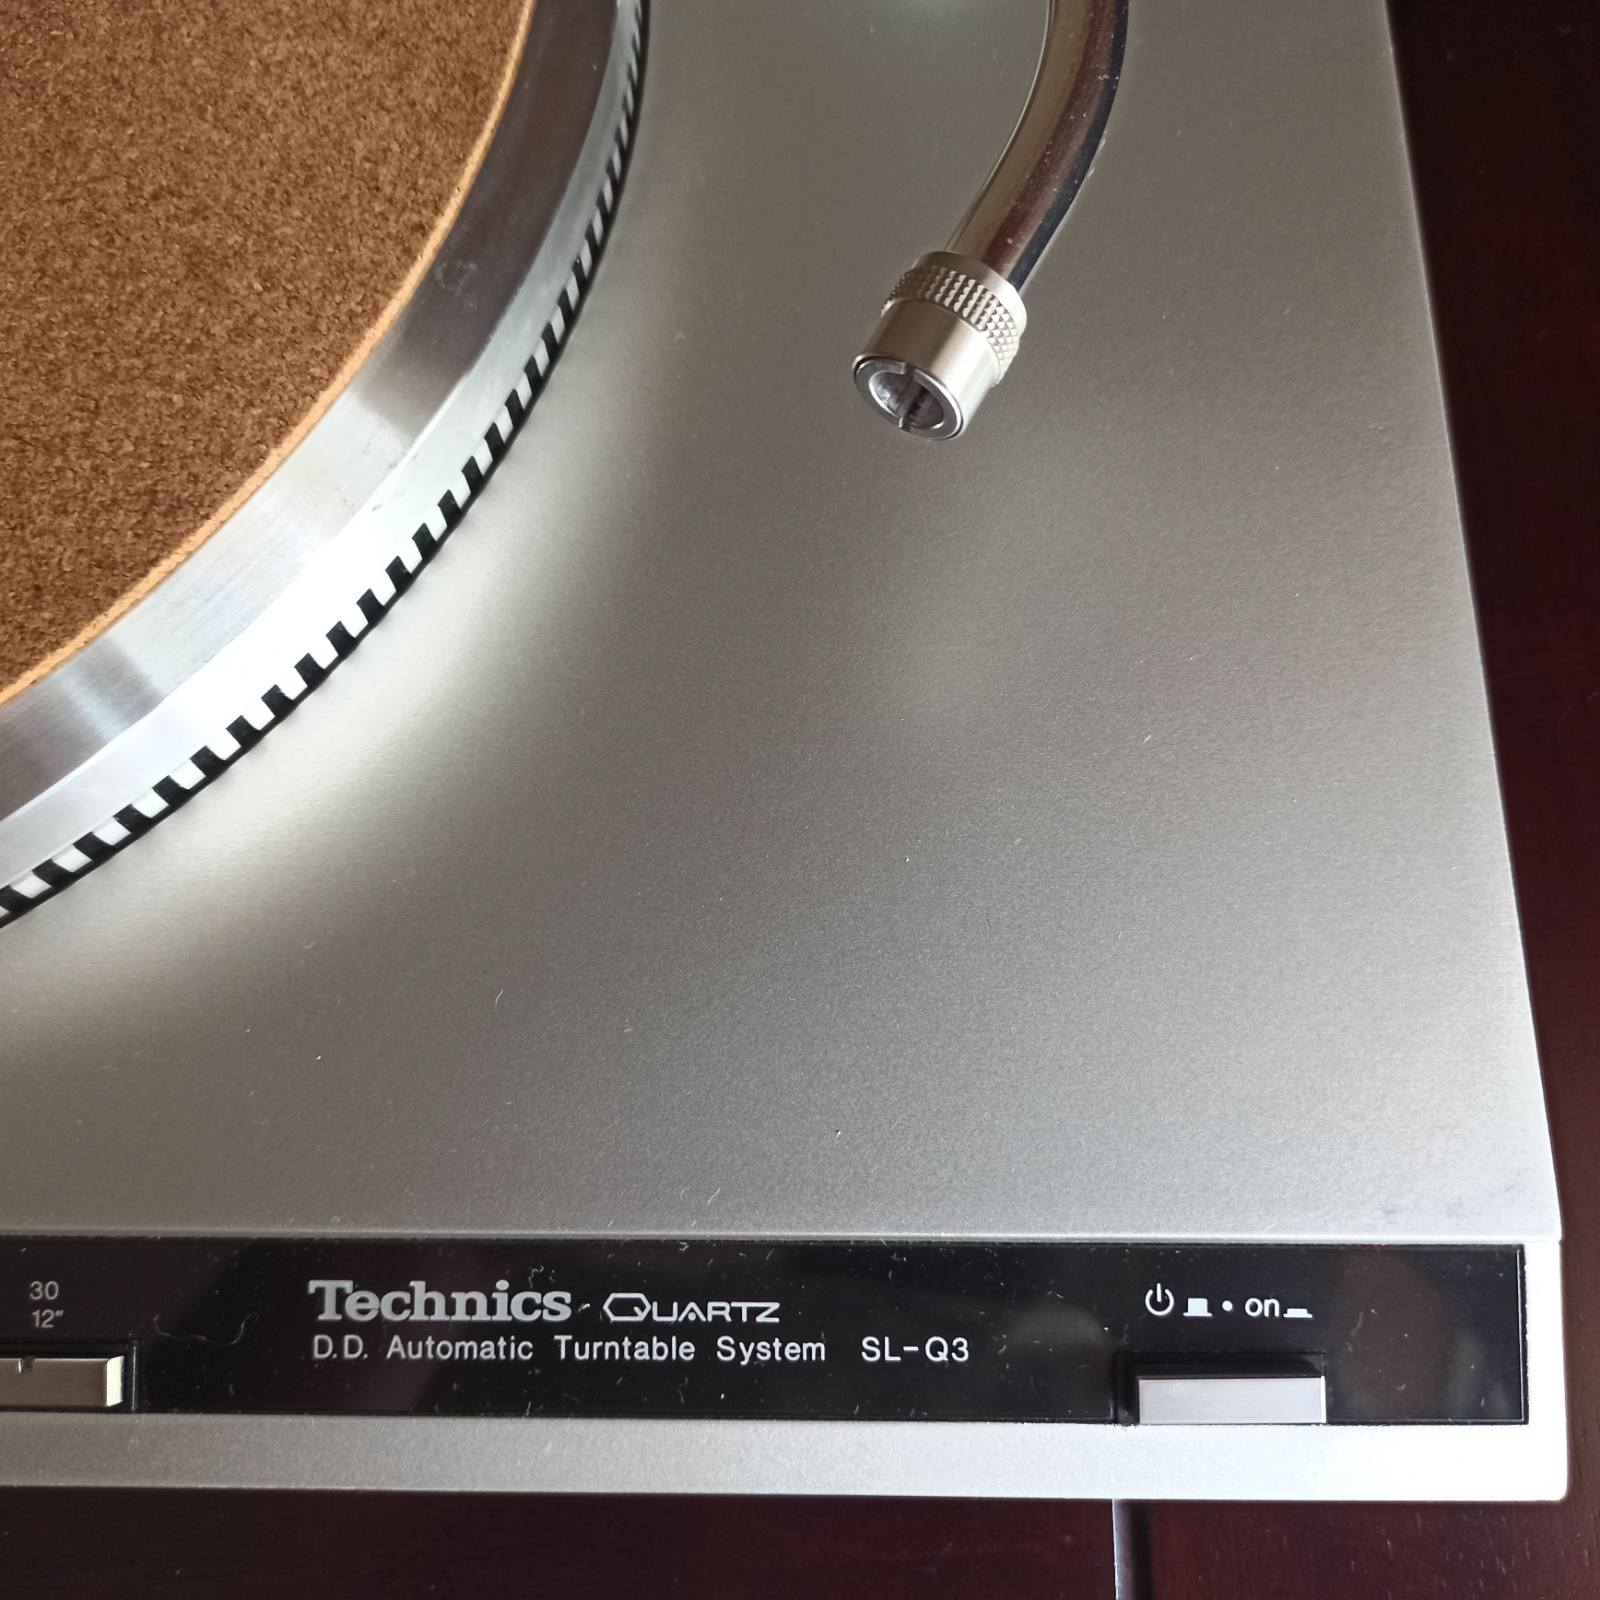 30
12″
Technics QUARTZ
D.D. Automatic Turntable System SL-Q3
on